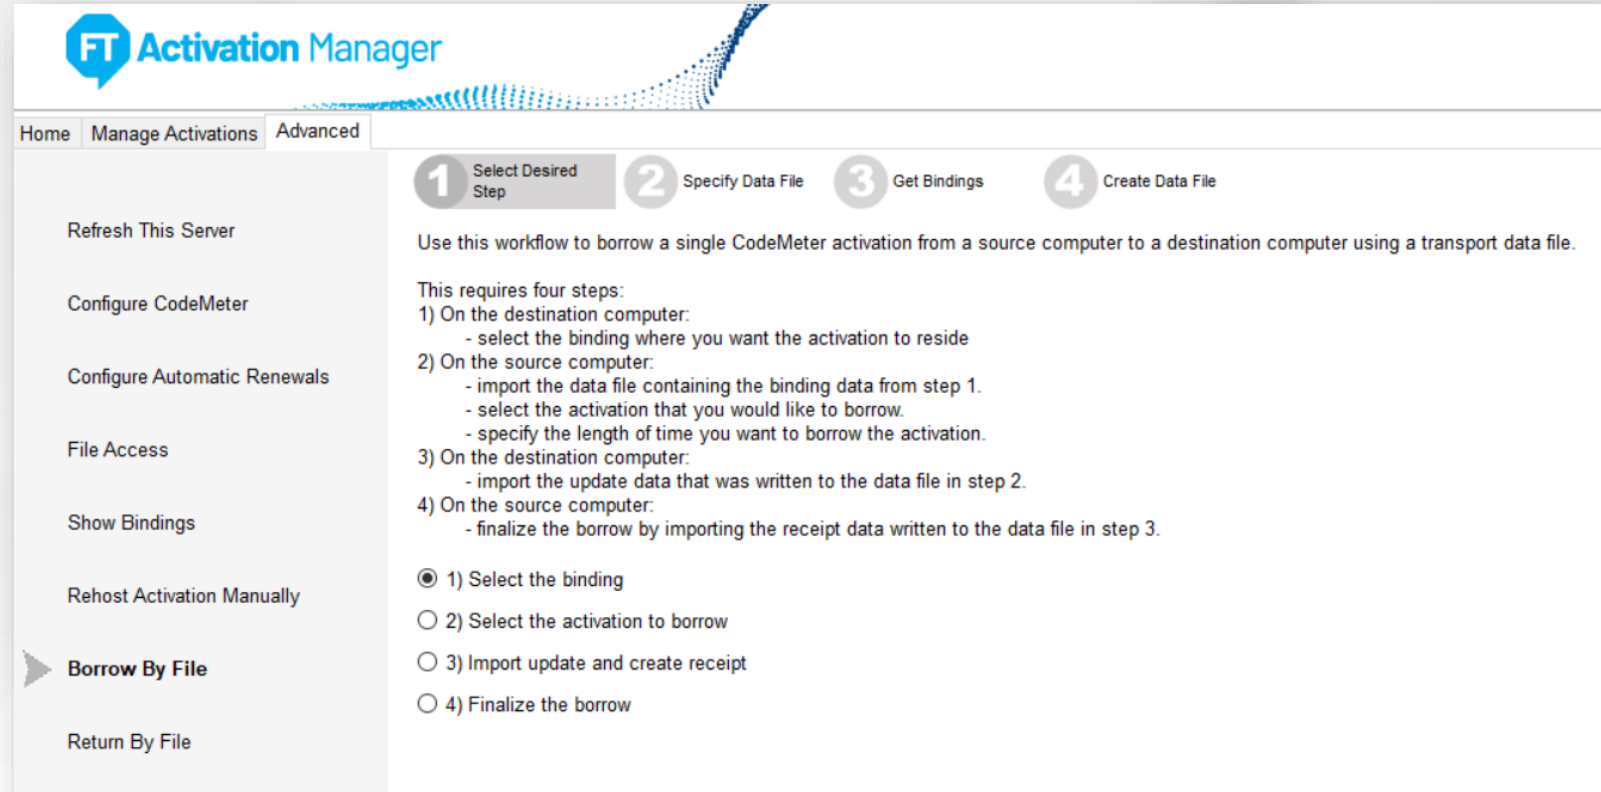 FT Activation Manager
Home Manage Activations Advanced
1 Select Desired
Step
2 Specify Data File
3 Get Bindings
4 Create Data File
Refresh This Server
Configure CodeMeter
Configure Automatic Renewals
File Access
Show Bindings
Rehost Activation Manually
Borrow By File
Return By File
Use this workflow to borrow a single CodeMeter activation from a source computer to a destination computer using a transport data file.
This requires four steps:
1) On the destination computer:
- select the binding where you want the activation to reside
2) On the source computer:
- import the data file containing the binding data from step 1.
- select the activation that you would like to borrow.
- specify the length of time you want to borrow the activation.
3) On the destination computer:
- import the update data that was written to the data file in step 2.
4) On the source computer:
- finalize the borrow by importing the receipt data written to the data file in step 3.
1) Select the binding
2) Select the activation to borrow
3) Import update and create receipt
4) Finalize the borrow